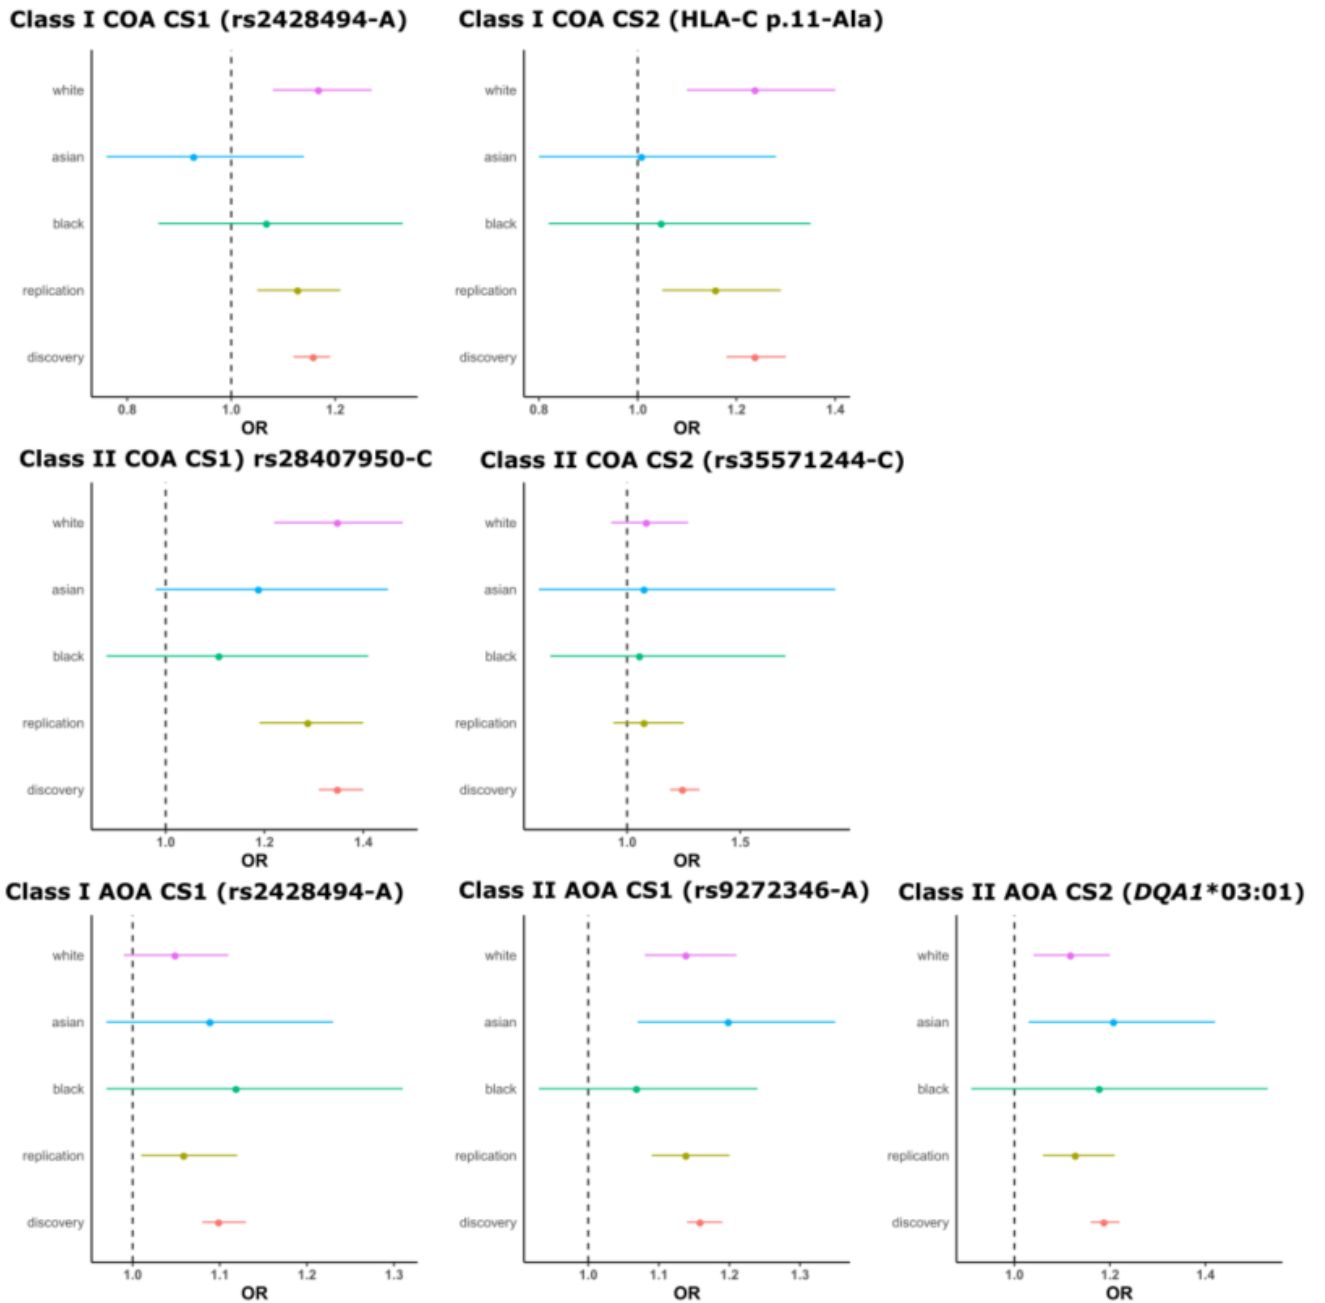 Class I COA CS1 (rs2428494-A)
white
asian
black
replication
discovery
0.8 1.0 1.2
OR
Class I COA CS2 (HLA-C p.11-Ala)
white
asian
black
replication
discovery
0.8 1.0 1.2 1.4
OR
Class II COA CS1) rs28407950-C
white
asian
black
replication
discovery
1.0 1.2 1.4
OR
Class II COA CS2 (rs35571244-C)
white
asian
black
replication
discovery
1.0 1.5
OR
Class I AOA CS1 (rs2428494-A)
white
asian
black
replication
discovery
1.0 1.1 1.2 1.3
OR
Class II AOA CS1 (rs9272346-A)
white
asian
black
replication
discovery
1.0 1.1 1.2 1.3
OR
Class II AOA CS2 (DQA1*03:01)
white
asian
black
replication
discovery
1.0 1.2 1.4
OR